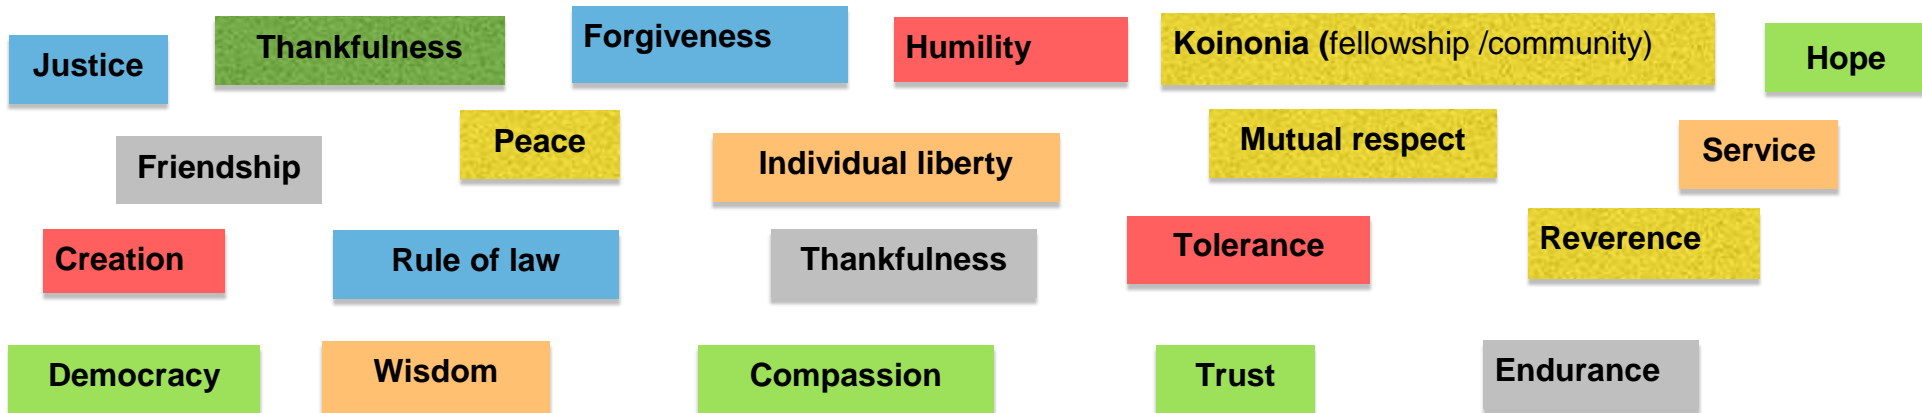 Justice
Thankfulness
Forgiveness
Humility
Koinonia (fellowship /community)
Hope
Friendship
Peace
Individual liberty
Mutual respect
Service
Creation
Rule of law
Thankfulness
Tolerance
Reverence
Democracy
Wisdom
Compassion
Trust
Endurance